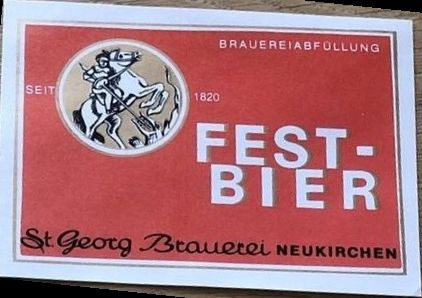 BRAUEREIABFÜLLUNG
SEIT 1820
FEST-
BIER
St. Georg Brauerei NEUKIRCHEN